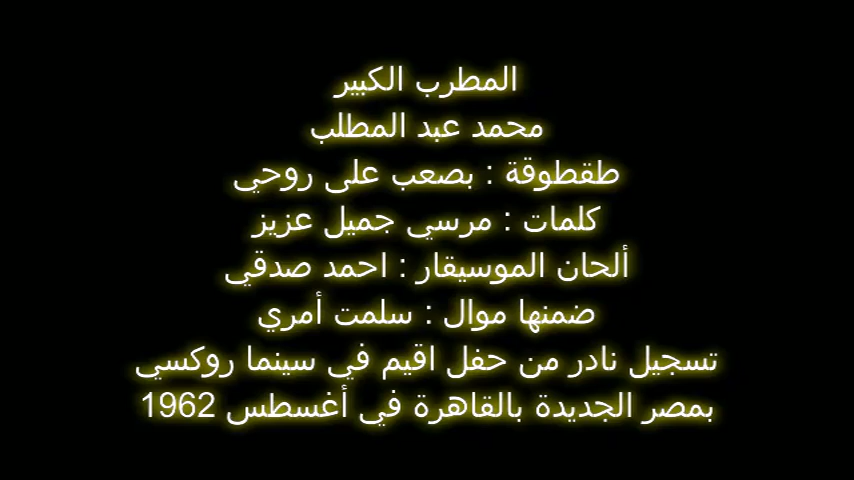 المطرب الكبير
محمد عبد المطلب
طقطوقة : بصعب على روحي
كلمات : مرسي جميل عزيز
ألحان الموسيقار : احمد صدقي
ضمنها موال : سلمت أمري
تسجيل نادر من حفل اقيم في سينما روكسي
بمصر الجديدة بالقاهرة في أغسطس 1962